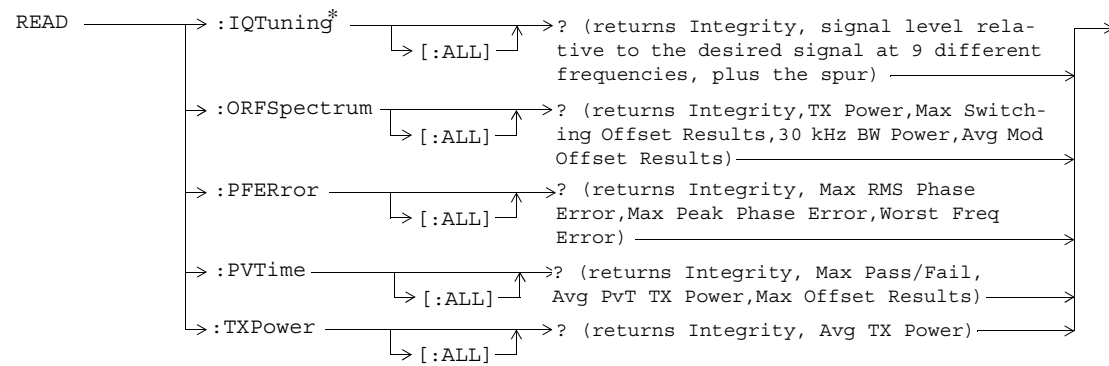 READ
:IQTuning*
[:ALL]
? (returns Integrity, signal level rela-
tive to the desired signal at 9 different
frequencies, plus the spur)
:ORFSpectrum
[:ALL]
? (returns Integrity,TX Power,Max Switch-
ing Offset Results,30 kHz BW Power,Avg Mod
Offset Results)
:PFERror
[:ALL]
? (returns Integrity, Max RMS Phase
Error,Max Peak Phase Error,Worst Freq
Error)
:PVTime
[:ALL]
? (returns Integrity, Max Pass/Fail,
Avg PvT TX Power,Max Offset Results)
:TXPower
[:ALL]
? (returns Integrity, Avg TX Power)